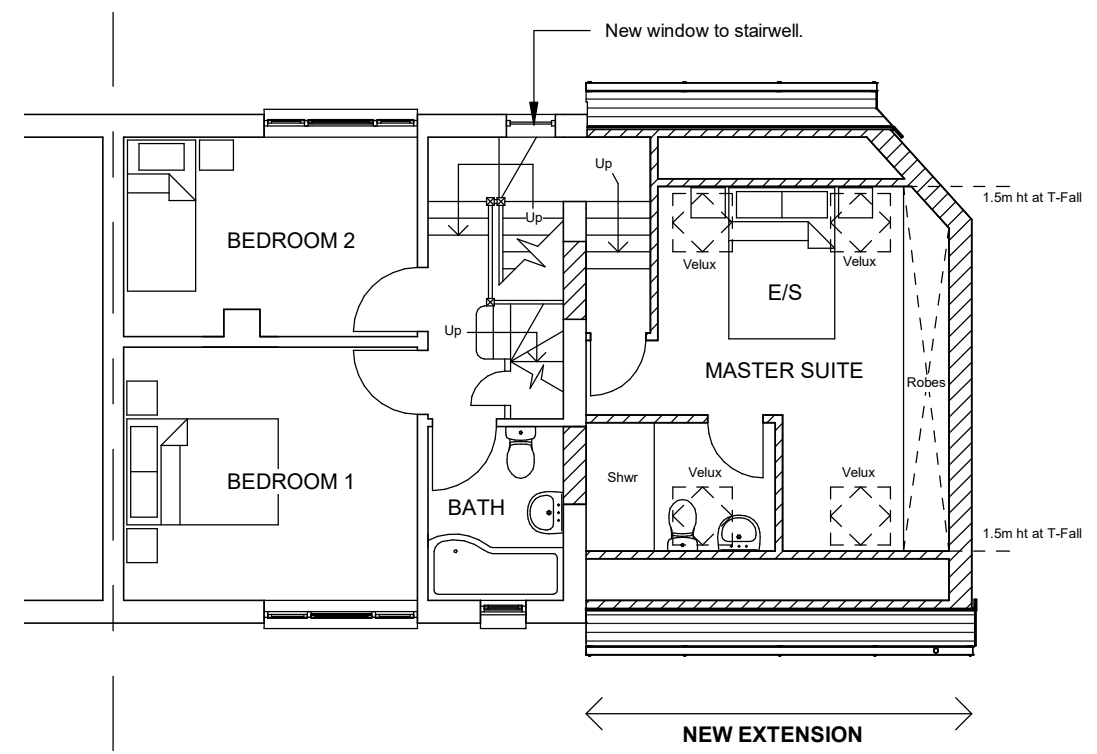 New window to stairwell.
Up
Up
1.5m ht at T-Fall
BEDROOM 2
Velux
Velux
E/S
Up
MASTER SUITE
Robes
BEDROOM 1
Shwr
Velux
Velux
BATH
1.5m ht at T-Fall
NEW EXTENSION